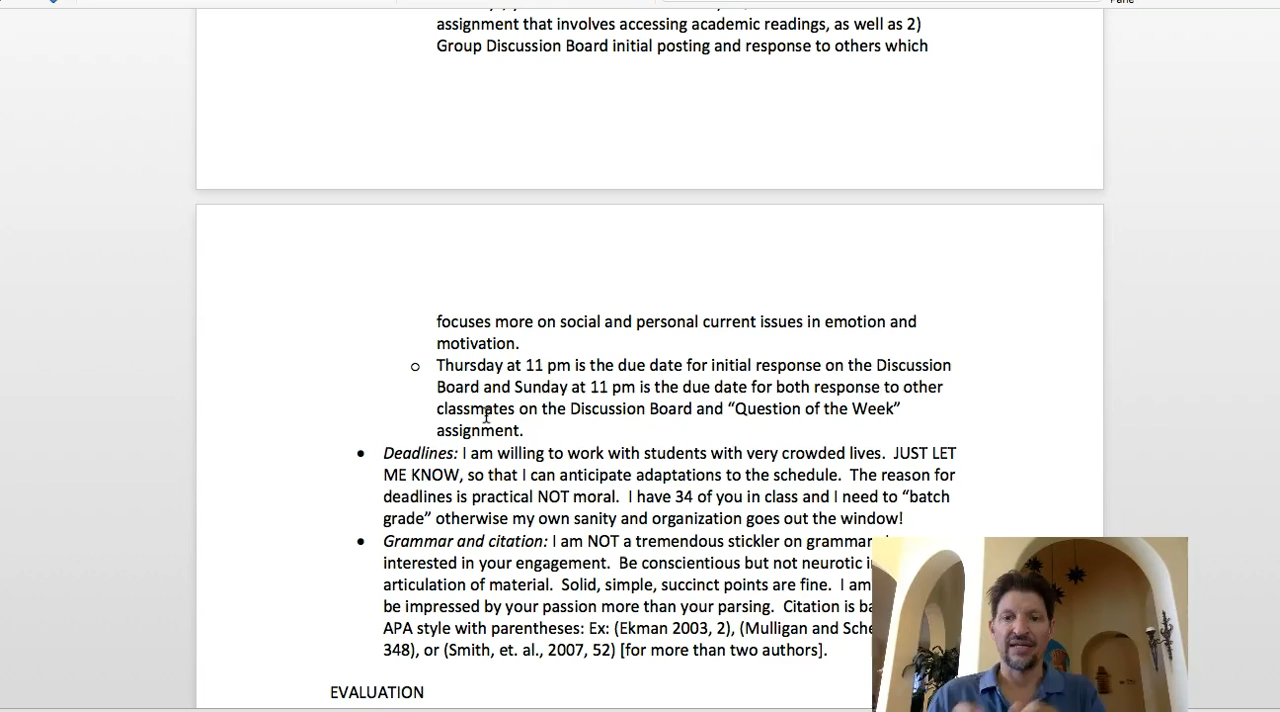 Pane
assignment that involves accessing academic readings, as well as 2)
Group Discussion Board initial posting and response to others which
focuses more on social and personal current issues in emotion and
motivation.
o Thursday at 11 pm is the due date for initial response on the Discussion
Board and Sunday at 11 pm is the due date for both response to other
classmates on the Discussion Board and “Question of the Week”
assignment.
• Deadlines: I am willing to work with students with very crowded lives. JUST LET
ME KNOW, so that I can anticipate adaptations to the schedule. The reason for
deadlines is practical NOT moral. I have 34 of you in class and I need to “batch
grade” otherwise my own sanity and organization goes out the window!
• Grammar and citation: I am NOT a tremendous stickler on grammar
interested in your engagement. Be conscientious but not neurotic
articulation of material. Solid, simple, succinct points are fine. I am
be impressed by your passion more than your parsing. Citation is
APA style with parentheses: Ex: (Ekman 2003, 2), (Mulligan and
348), or (Smith, et. al., 2007, 52) [for more than two authors].
EVALUATION